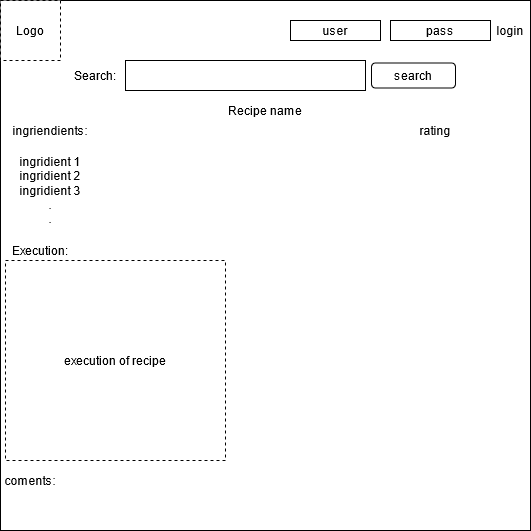 Logo
user
pass
login
Search:
search
Recipe name
ingriendients:
rating
ingridient 1
ingridient 2
ingridient 3
.
.
Execution:
execution of recipe
coments: